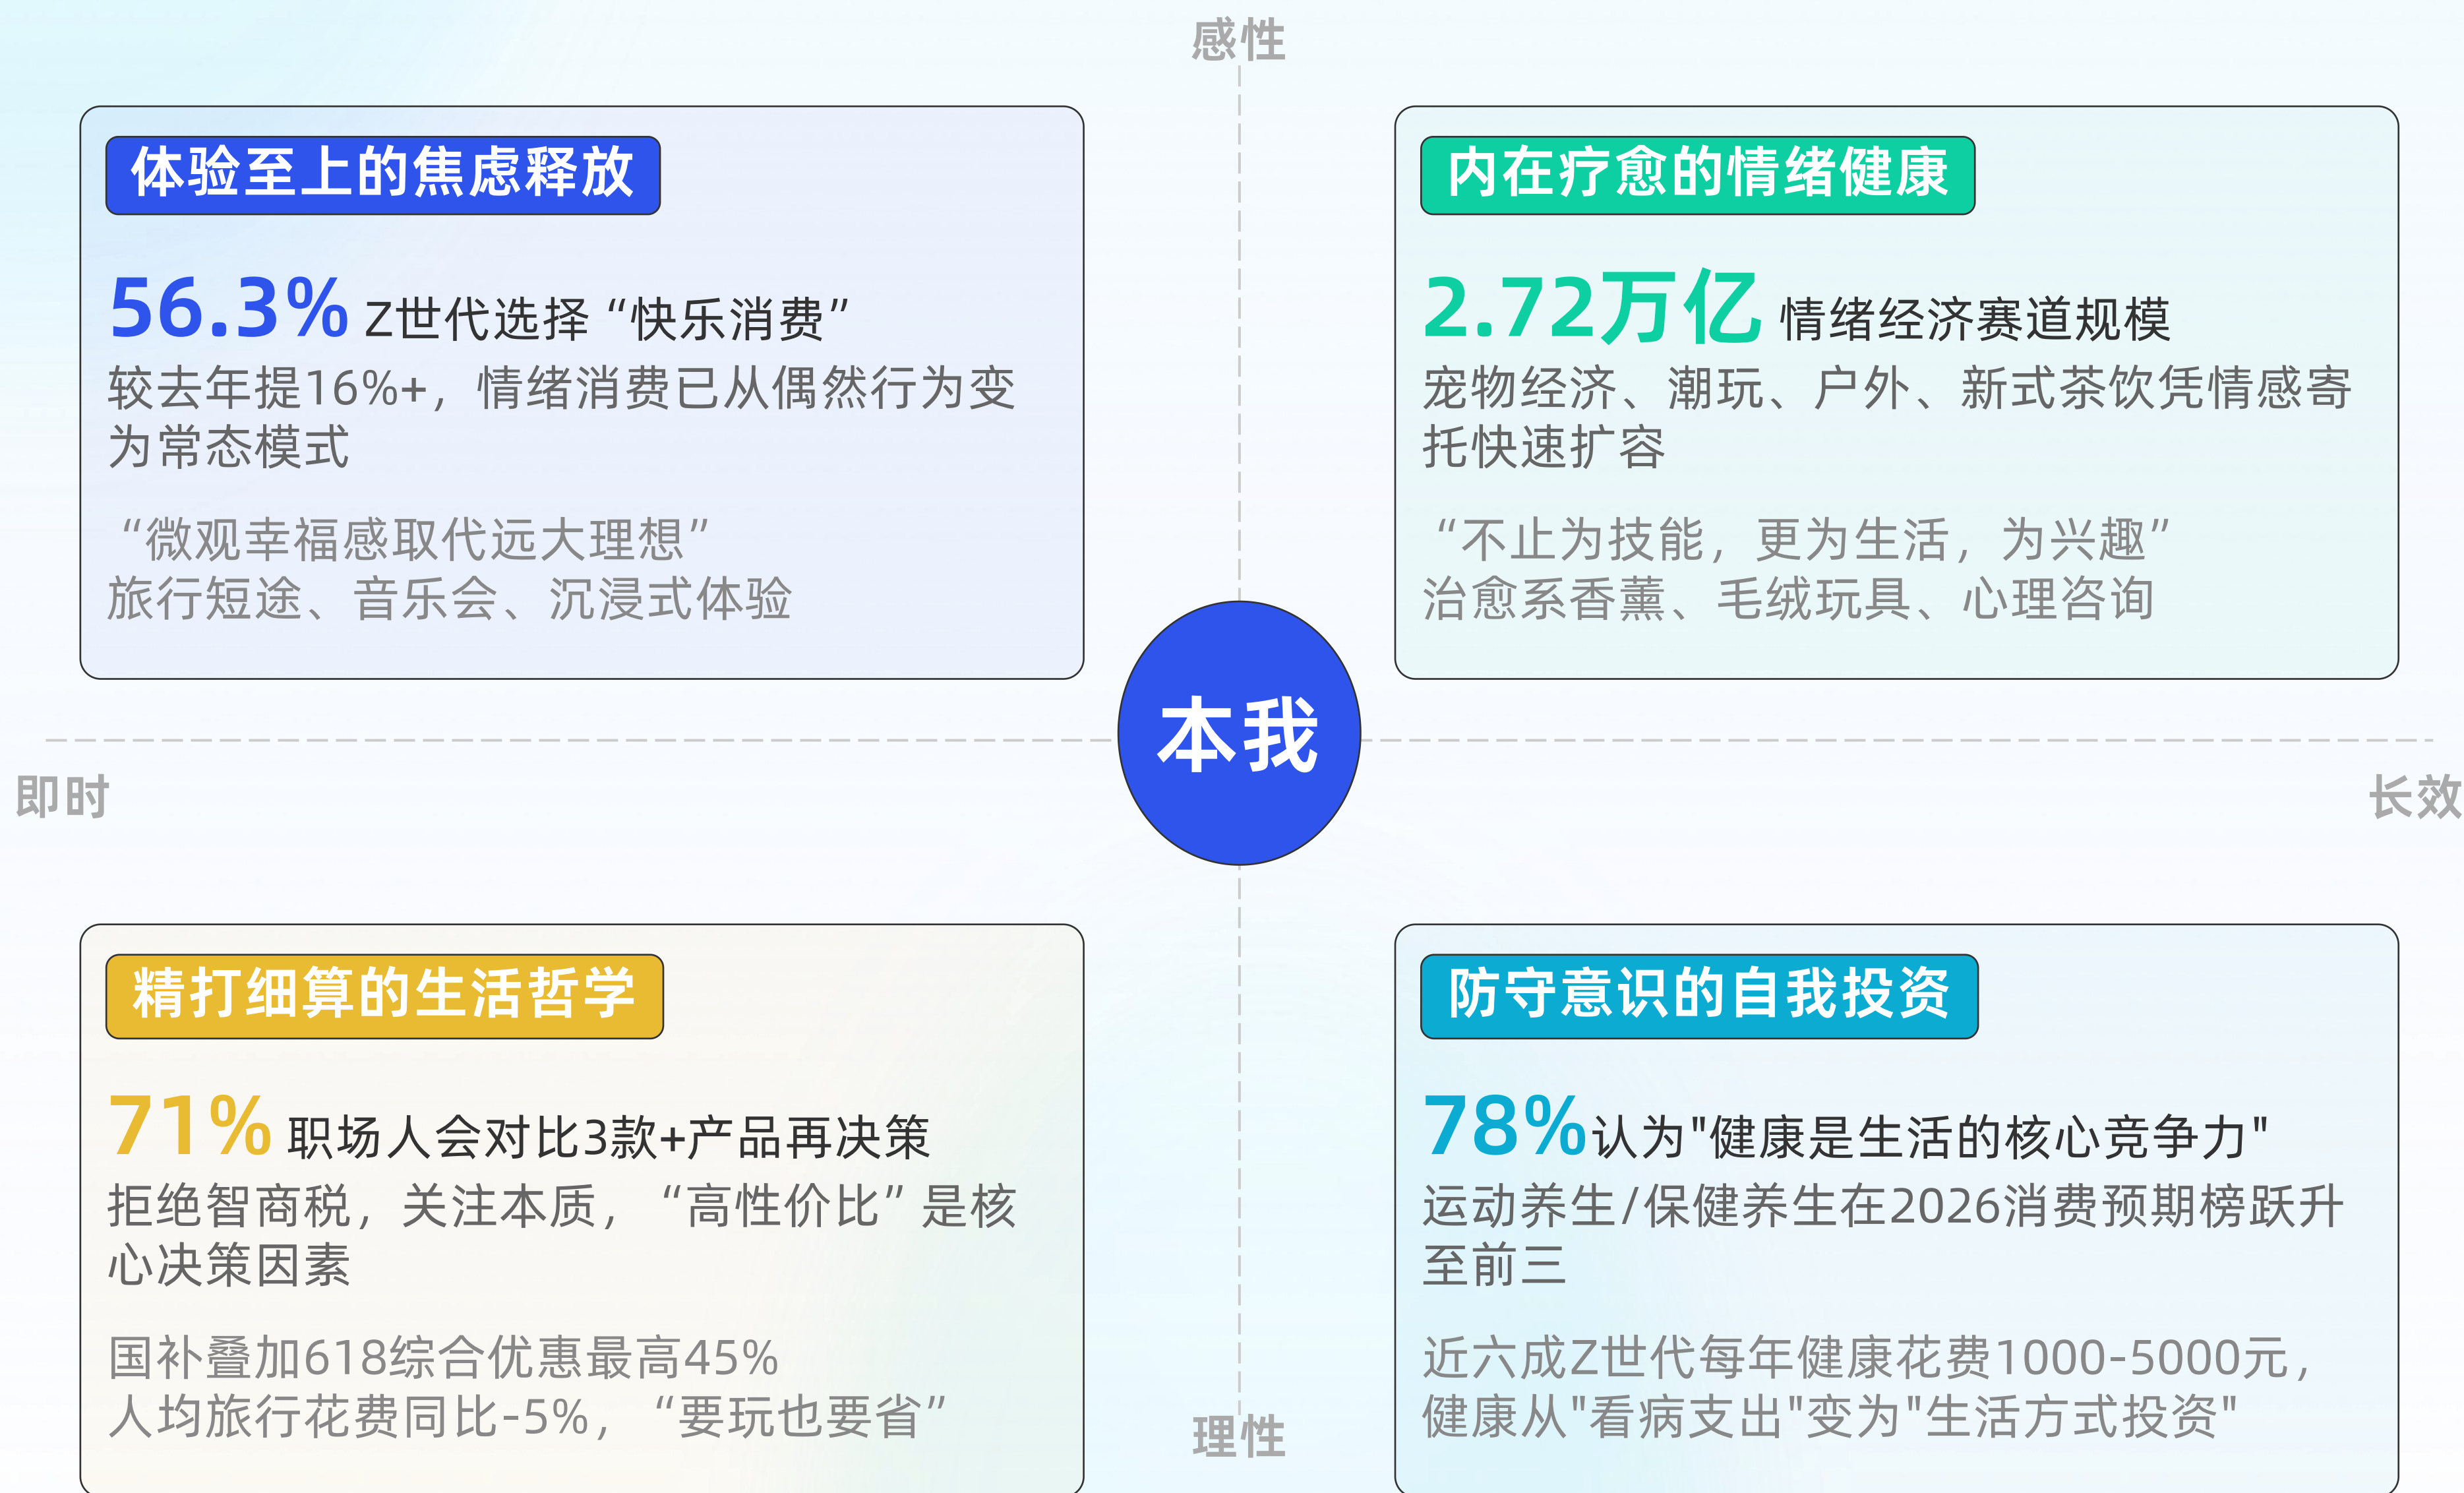 感性
体验至上的焦虑释放
56.3% Z世代选择“快乐消费”
较去年提16%+，情绪消费已从偶然行为变
为常态模式
“微观幸福感取代远大理想”
旅行短途、音乐会、沉浸式体验
内在疗愈的情绪健康
2.72万亿 情绪经济赛道规模
宠物经济、潮玩、户外、新式茶饮凭情感寄
托快速扩容
“不止为技能，更为生活，为兴趣”
治愈系香薰、毛绒玩具、心理咨询
本我
即时
长效
精打细算的生活哲学
71% 职场人会对比3款+产品再决策
拒绝智商税，关注本质，“高性价比”是核
心决策因素
国补叠加618综合优惠最高45%
人均旅行花费同比-5%，“要玩也要省”
防守意识的自我投资
78%认为"健康是生活的核心竞争力"
运动养生/保健养生在2026消费预期榜跃升
至前三
近六成Z世代每年健康花费1000-5000元，
健康从"看病支出"变为"生活方式投资"
理性